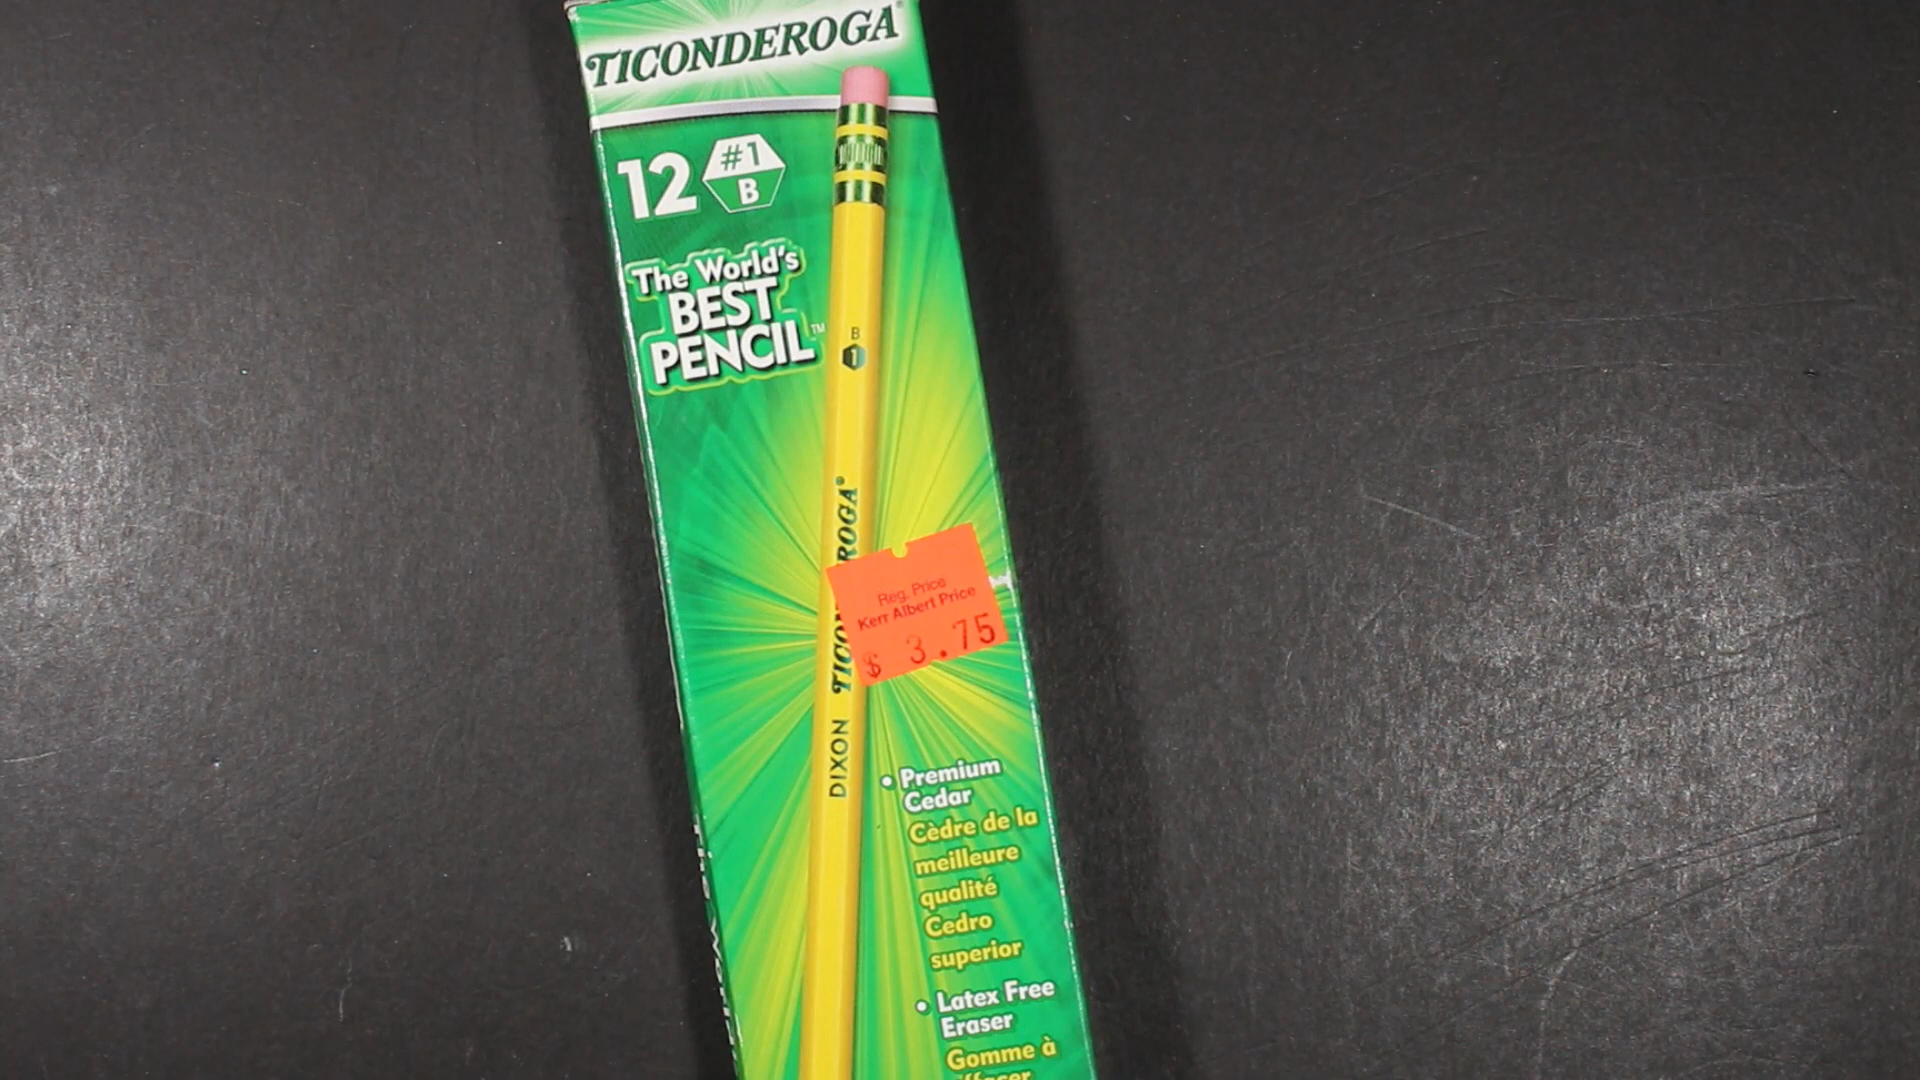 TICONDEROGA®
12 #1
B
The World's
BEST
PENCIL™
B
1
DIXON TICONDEROGA®
Reg. Price
Kerr Albert Price
$ 3.75
• Premium
Cedar
Cèdre de la
meilleure
qualité
Cedro
superior
• Latex Free
Eraser
Gomme à